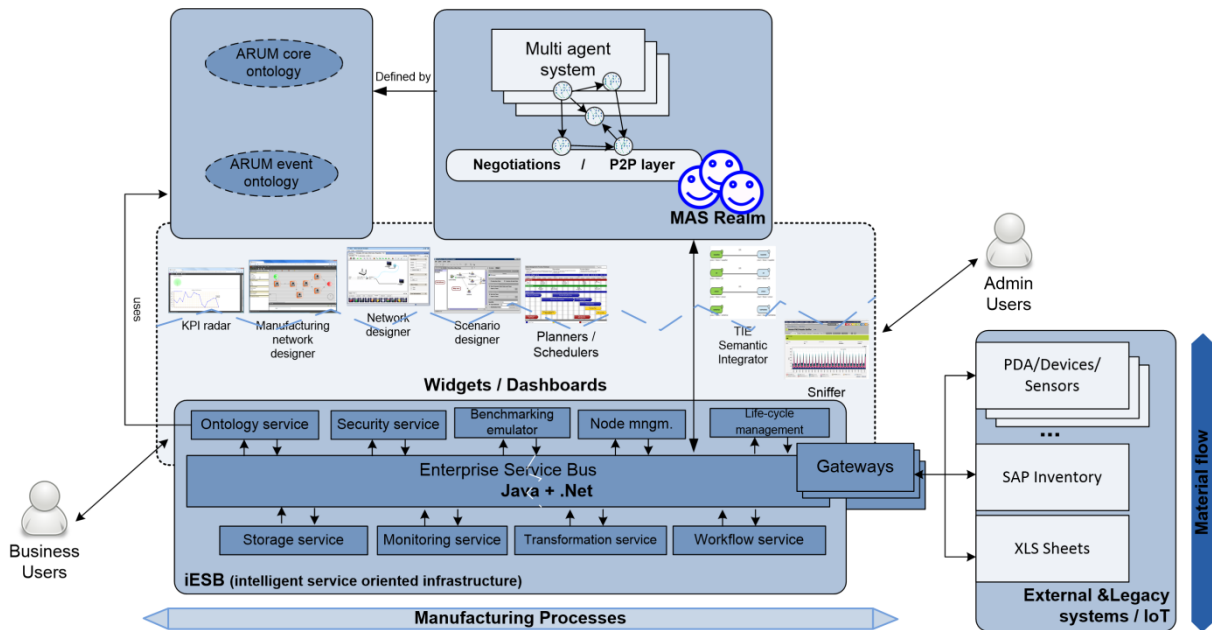 ARUM core
ontology
ARUM event
ontology
Defined by
Multi agent
system
Negotiations / P2P layer
MAS Realm
uses
KPI radar
Manufacturing
network
designer
Network
designer
Scenario
designer
Planners /
Schedulers
TIE
Semantic
Integrator
Sniffer
Widgets / Dashboards
Admin
Users
Business
Users
Ontology service
Security service
Benchmarking
emulator
Node mngm.
Life-cycle
management
Enterprise Service Bus
Java + .Net
Gateways
Storage service
Monitoring service
Transformation service
Workflow service
iESB (intelligent service oriented infrastructure)
Manufacturing Processes
PDA/Devices/
Sensors
...
SAP Inventory
XLS Sheets
External &Legacy
systems / IoT
Material flow